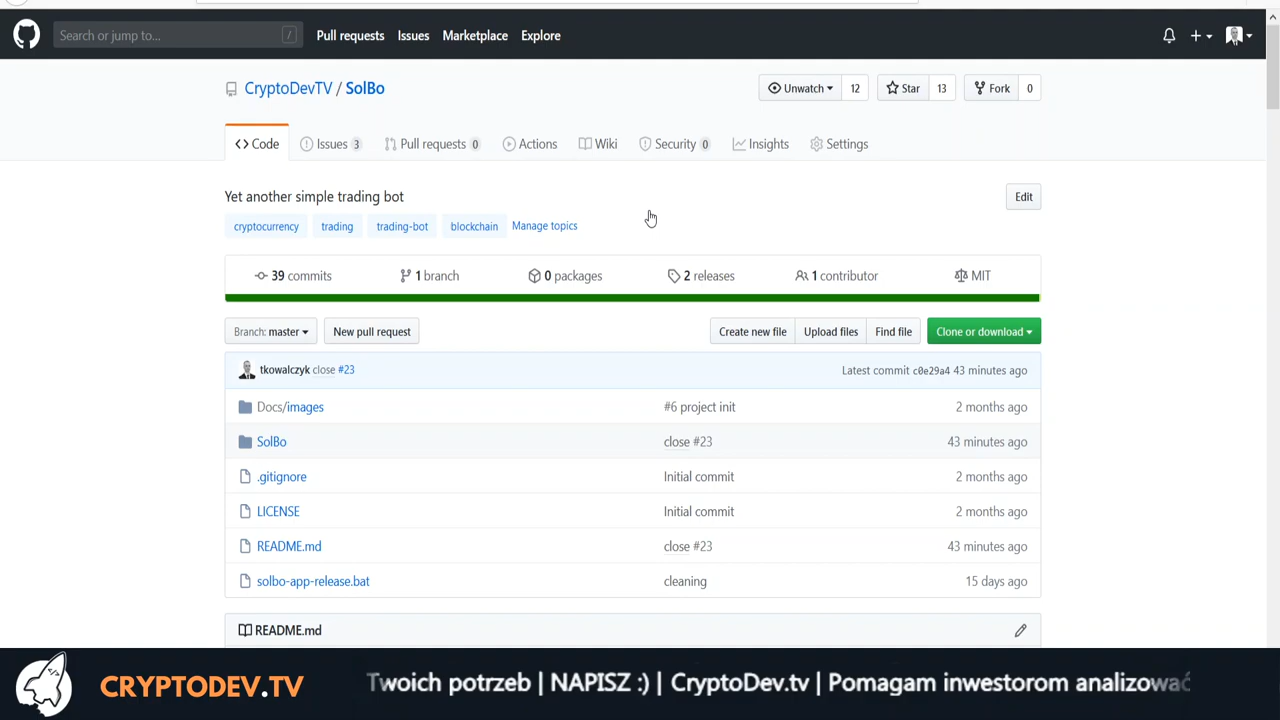 Search or jump to... /
Pull requests Issues Marketplace Explore
CryptoDevTV / SolBo
Unwatch 12 Star 13 Fork 0
Code Issues 3 Pull requests 0 Actions Wiki Security 0 Insights Settings
Yet another simple trading bot
Edit
cryptocurrency trading trading-bot blockchain Manage topics
39 commits 1 branch 0 packages 2 releases 1 contributor MIT
Branch: master New pull request Create new file Upload files Find file Clone or download
tkowalczyk close #23 Latest commit c0e29a4 43 minutes ago
Docs/images #6 project init 2 months ago
SolBo close #23 43 minutes ago
.gitignore Initial commit 2 months ago
LICENSE Initial commit 2 months ago
README.md close #23 43 minutes ago
solbo-app-release.bat cleaning 15 days ago
README.md
CRYPTODEV.TV Twoich potrzeb | NAPISZ :) | CryptoDev.tv | Pomagam inwestorom analizować